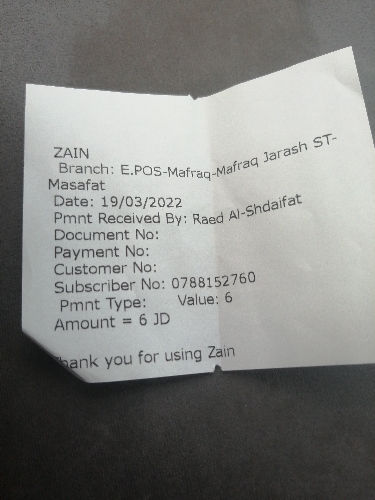 ZAIN
Branch: E.POS-Mafraq-Mafraq Jarash ST-
Masafat
Date: 19/03/2022
Pmnt Received By: Raed Al-Shdaifat
Document No:
Payment No:
Customer No:
Subscriber No: 0788152760
Pmnt Type: Value: 6
Amount = 6 JD
hank you for using Zain